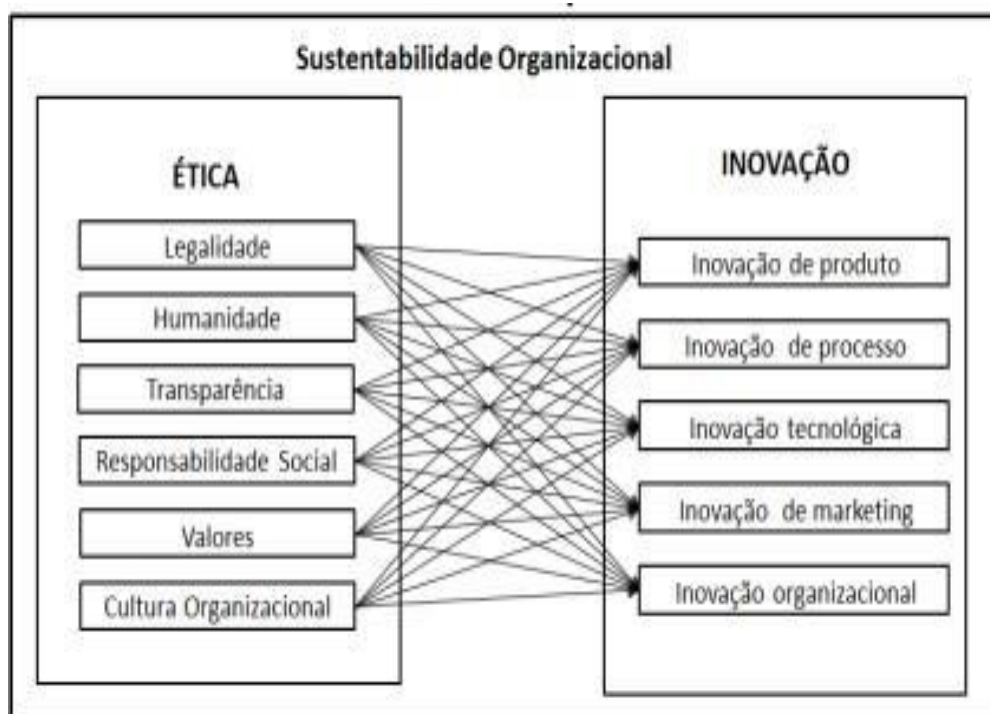 Sustentabilidade Organizacional
ÉTICA
Legalidade
Humanidade
Transparência
Responsabilidade Social
Valores
Cultura Organizacional
INOVAÇÃO
Inovação de produto
Inovação de processo
Inovação tecnológica
Inovação de marketing
Inovação organizacional